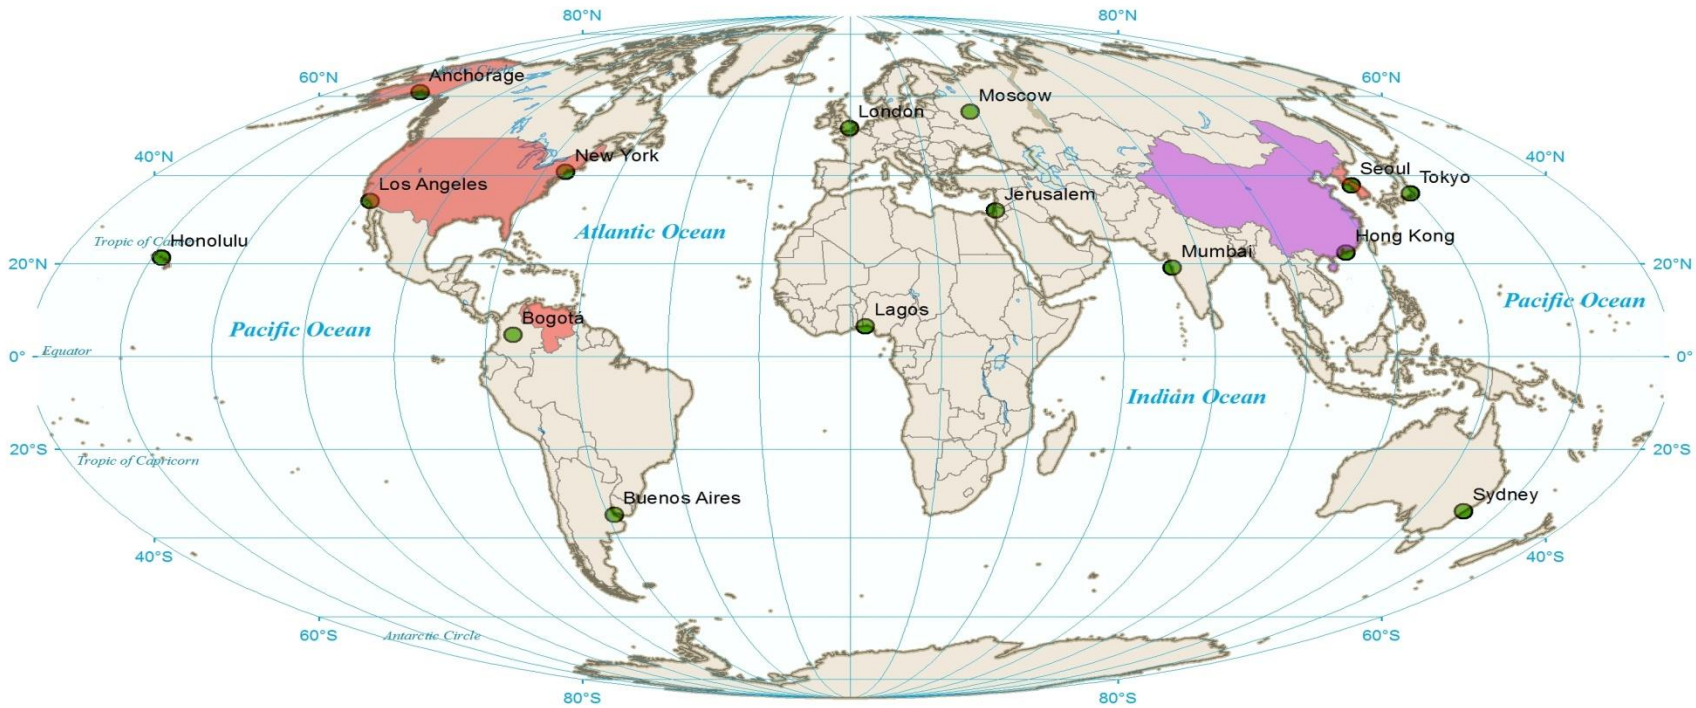 80°N
80°N
60°N
Arctic Circle
60°N
Anchorage
Moscow
London
40°N
New York
Seoul
40°N
Los Angeles
Tokyo
Jerusalem
Atlantic Ocean
Tropic of
Honolulu
Hong Kong
Mumbai
20°N
20°N
Pacific Ocean
Lagos
Bogotá
Pacific Ocean
Equator
0°
0°
Indian Ocean
20°S
20°S
Tropic of Capricorn
Buenos Aires
Sydney
40°S
40°S
60°S
Antarctic Circle
60°S
80°S
80°S